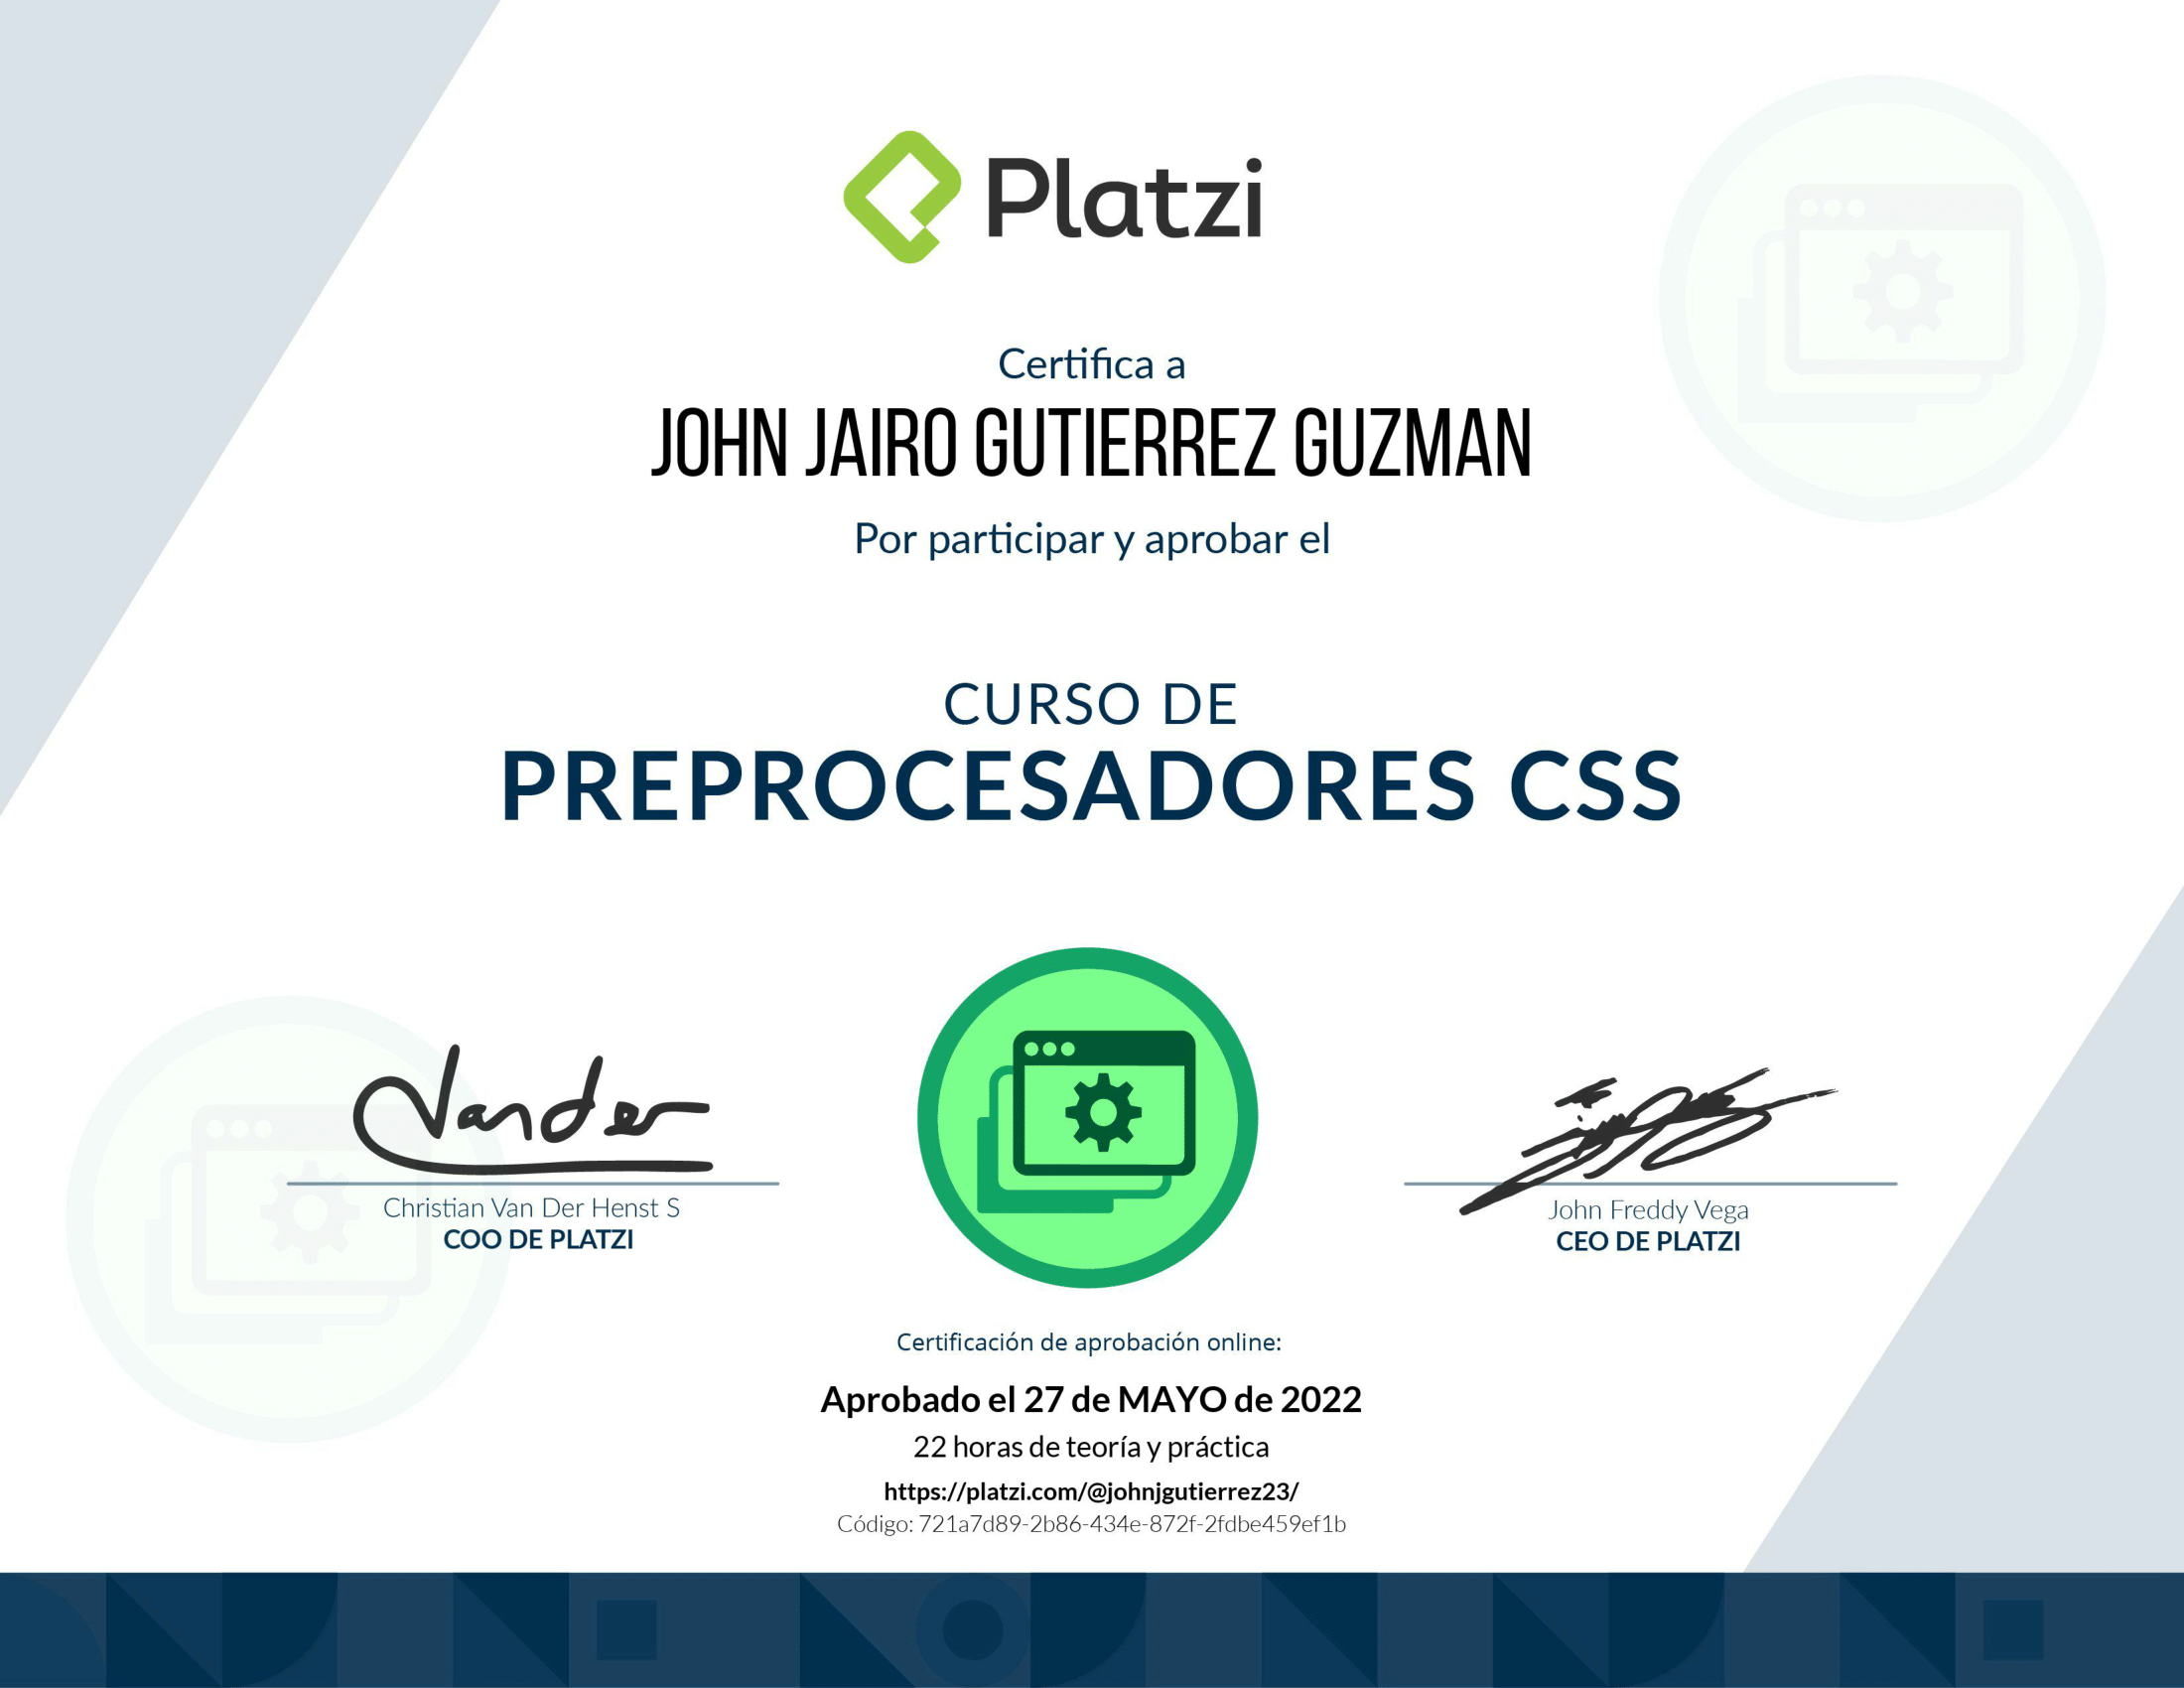 Platzi
Certifica a
JOHN JAIRO GUTIERREZ GUZMAN
Por participar y aprobar el
CURSO DE
PREPROCESADORES CSS
Vander
Christian Van Der Henst S
COO DE PLATZI
John Freddy Vega
CEO DE PLATZI
Certificación de aprobación online:
Aprobado el 27 de MAYO de 2022
22 horas de teoría y práctica
https://platzi.com/@johnjgutierrez23/
Código: 721a7d89-2b86-434e-872f-2fdbe459ef1b